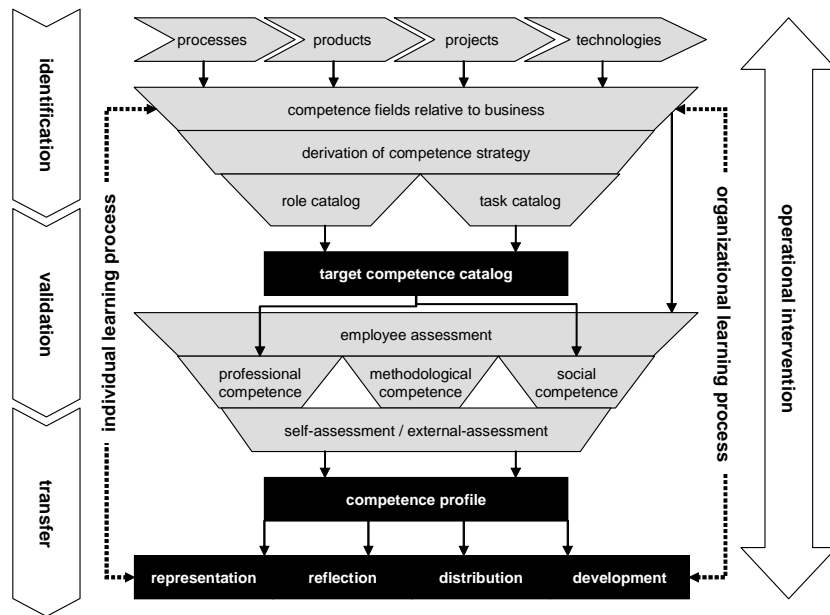 processes
products
projects
technologies
competence fields relative to business
derivation of competence strategy
role catalog
task catalog
target competence catalog
employee assessment
professional
competence
methodological
competence
social
competence
self-assessment / external-assessment
competence profile
representation
reflection
distribution
development
identification
validation
transfer
individual learning process
organizational learning process
operational intervention